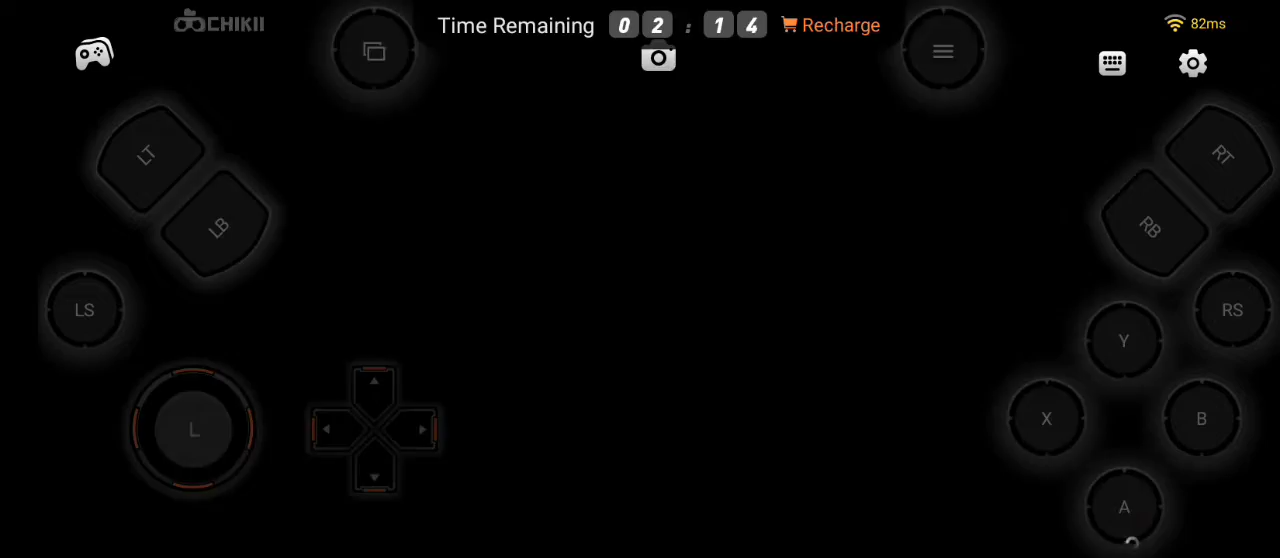 CHIKII
Time Remaining 02:14 Recharge
82ms
LT
RT
LB
RB
LS
RS
Y
X
B
L
A